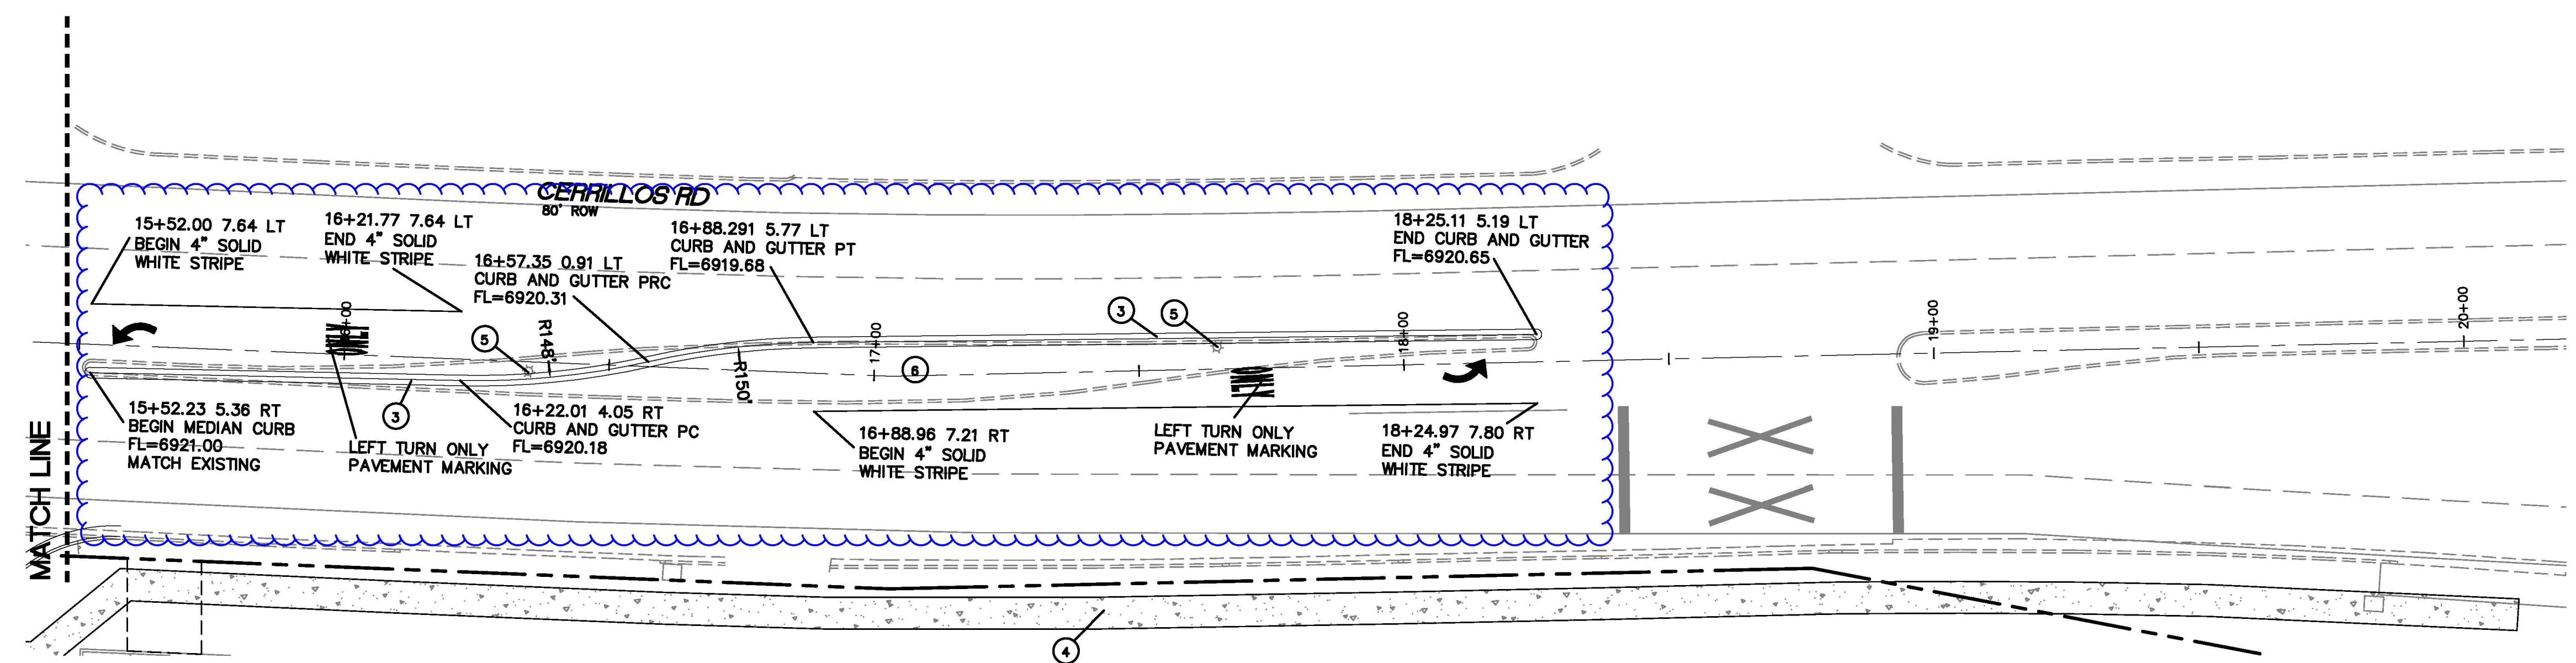 CERRILLOS RD
80' ROW
15+52.00 7.64 LT
BEGIN 4" SOLID
WHITE STRIPE
16+21.77 7.64 LT
END 4" SOLID
WHITE STRIPE
16+57.35 0.91 LT
CURB AND GUTTER PRC
FL=6920.31
16+88.291 5.77 LT
CURB AND GUTTER PT
FL=6919.68
18+25.11 5.19 LT
END CURB AND GUTTER
FL=6920.65
3
5
5
R148'
17+00
18+00
19+00
20+00
6
R150'
3
15+52.23 5.36 RT
BEGIN MEDIAN CURB
FL=6921.00
MATCH EXISTING
LEFT TURN ONLY
PAVEMENT MARKING
16+22.01 4.05 RT
CURB AND GUTTER PC
FL=6920.18
16+88.96 7.21 RT
BEGIN 4" SOLID
WHITE STRIPE
LEFT TURN ONLY
PAVEMENT MARKING
18+24.97 7.80 RT
END 4" SOLID
WHITE STRIPE
MATCH LINE
4